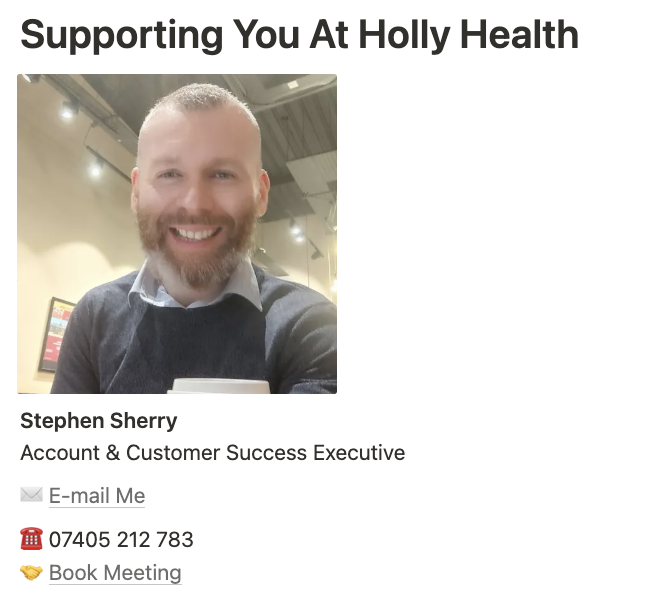 Supporting You At Holly Health
Stephen Sherry
Account & Customer Success Executive
E-mail Me
07405 212 783
Book Meeting